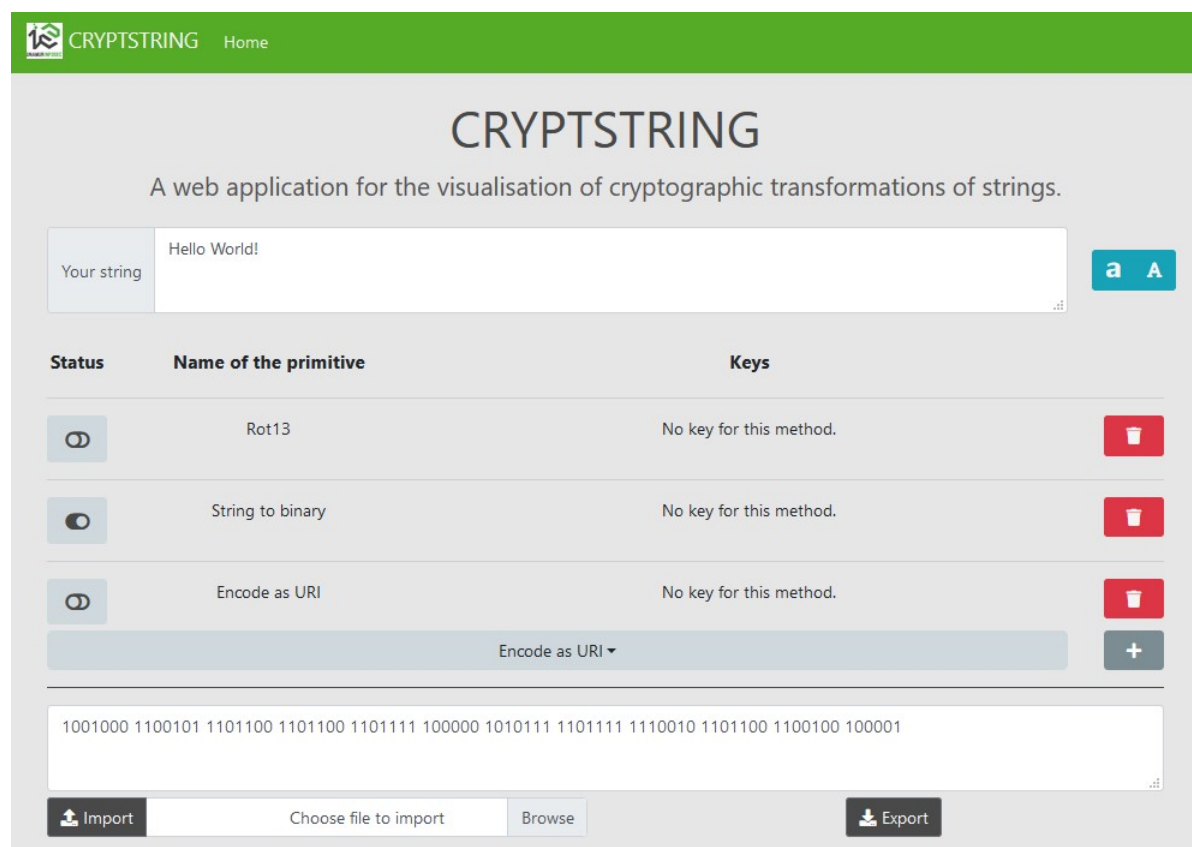 CRYPTSTRING Home
CRYPTSTRING
A web application for the visualisation of cryptographic transformations of strings.
Your string
Hello World!
a A
Status Name of the primitive Keys
Rot13 No key for this method.
String to binary No key for this method.
Encode as URI No key for this method.
Encode as URI
+
1001000 1100101 1101100 1101100 1101111 100000 1010111 1101111 1110010 1101100 1100100 100001
Import Choose file to import Browse Export